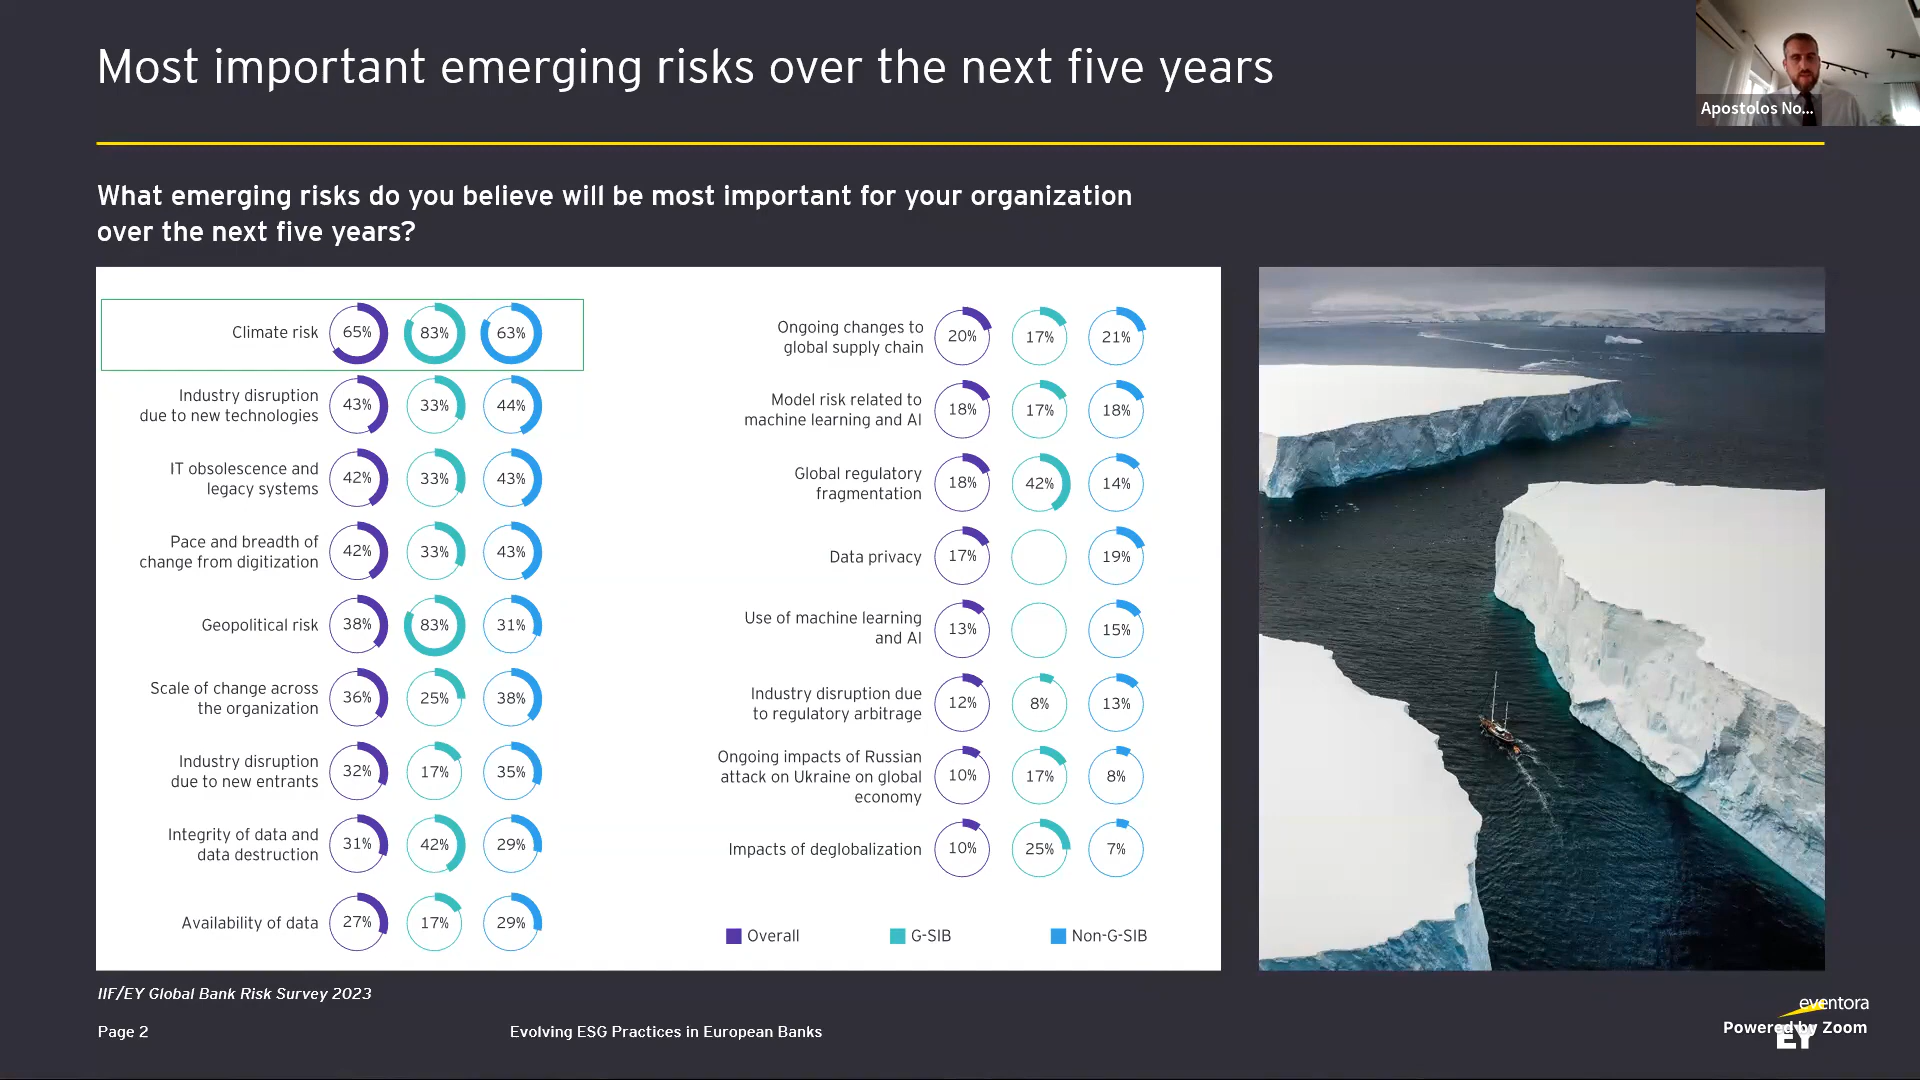 Most important emerging risks over the next five years
Apostolos No...
What emerging risks do you believe will be most important for your organization
over the next five years?
Climate risk 65% 83% 63%
Industry disruption
due to new technologies 43% 33% 44%
IT obsolescence and
legacy systems 42% 33% 43%
Pace and breadth of
change from digitization 42% 33% 43%
Geopolitical risk 38% 83% 31%
Scale of change across
the organization 36% 25% 38%
Industry disruption
due to new entrants 32% 17% 35%
Integrity of data and
data destruction 31% 42% 29%
Availability of data 27% 17% 29%
Ongoing changes to
global supply chain 20% 17% 21%
Model risk related to
machine learning and AI 18% 17% 18%
Global regulatory
fragmentation 18% 42% 14%
Data privacy 17% 19%
Use of machine learning
and AI 13% 15%
Industry disruption due
to regulatory arbitrage 12% 8% 13%
Ongoing impacts of Russian
attack on Ukraine on global
economy 10% 17% 8%
Impacts of deglobalization 10% 25% 7%
Overall G-SIB Non-G-SIB
IIF/EY Global Bank Risk Survey 2023
Page 2
Evolving ESG Practices in European Banks
eventora
Powered by Zoom
EY